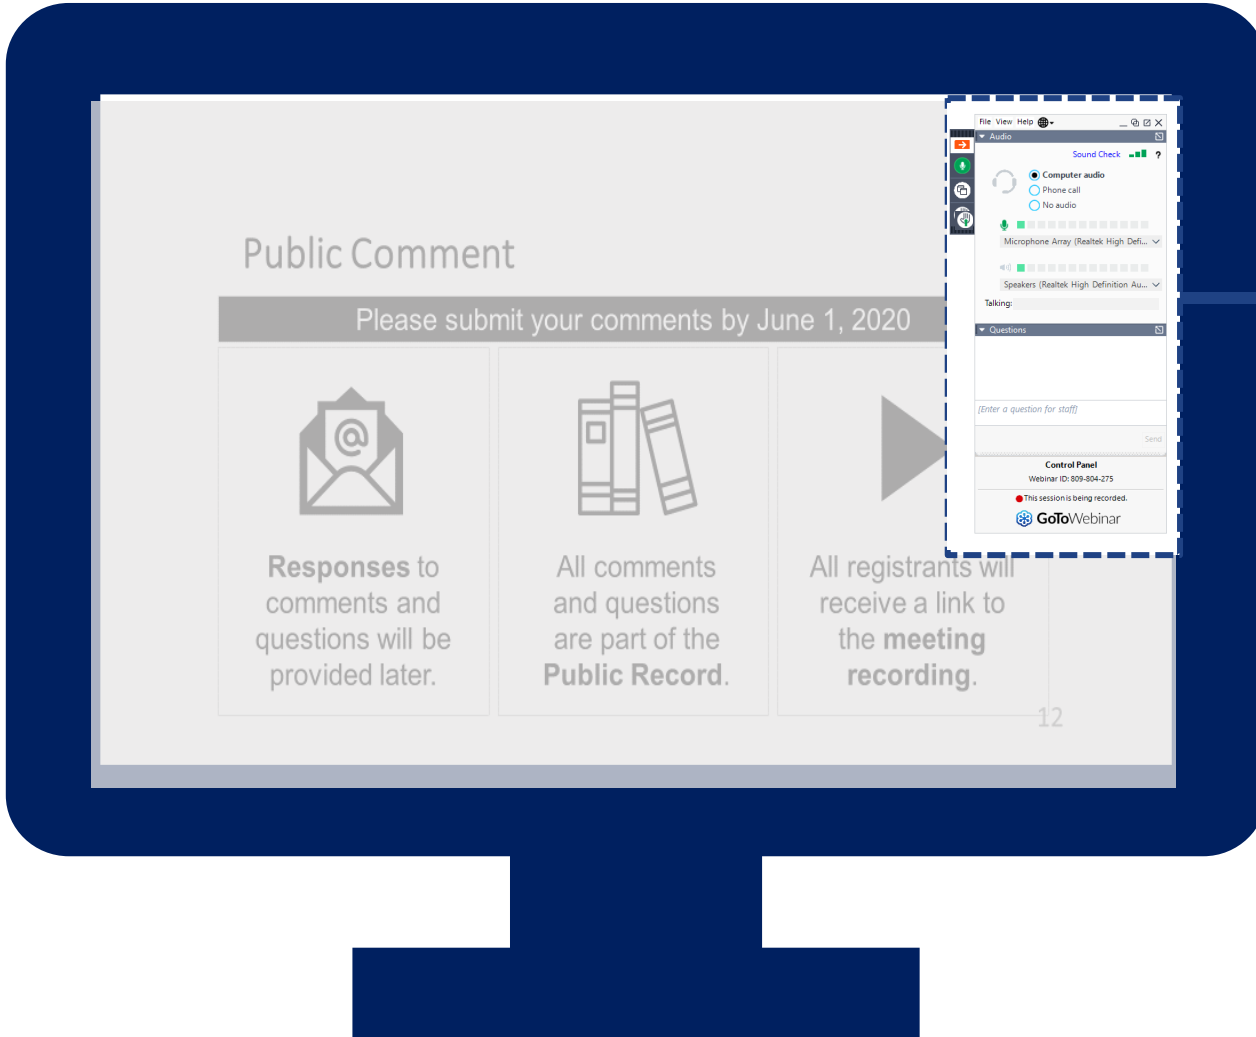 Public Comment
Please submit your comments by June 1, 2020
Responses to
comments and
questions will be
provided later.
All comments
and questions
are part of the
Public Record.
All registrants will
receive a link to
the meeting
recording.
12
File View Help
Audio
Sound Check ?
Computer audio
Phone call
No audio
Microphone Array (Realtek High Defi...
Speakers (Realtek High Definition Au...
Talking:
Questions
[Enter a question for staff]
Send
Control Panel
Webinar ID: 809-804-275
This session is being recorded.
GoToWebinar